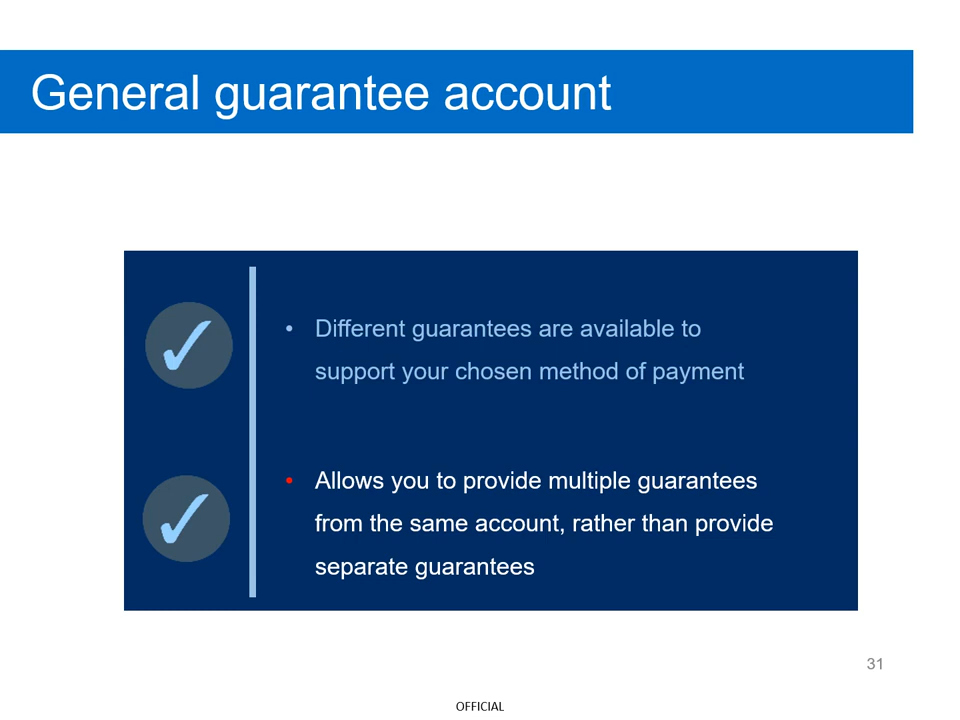 General guarantee account
• Different guarantees are available to
support your chosen method of payment
• Allows you to provide multiple guarantees
from the same account, rather than provide
separate guarantees
31
OFFICIAL